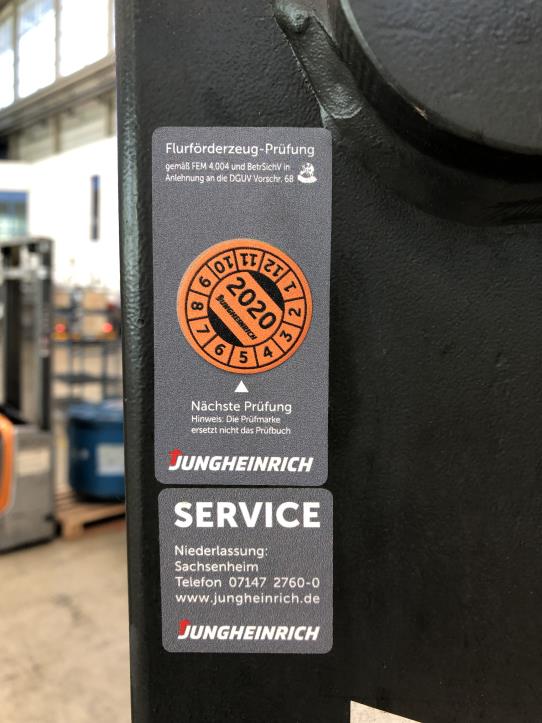 Flurförderzeug-Prüfung
gemäß FEM 4.004 und BetrSichV in
Anlehnung an die DGUV Vorschr. 68
1 2 3 4 5 6 7 8 9 10 11 12
2020
JUNGHEINRICH
Nächste Prüfung
Hinweis: Die Prüfmarke
ersetzt nicht das Prüfbuch
JUNGHEINRICH
SERVICE
Niederlassung:
Sachsenheim
Telefon 07147 2760-0
www.jungheinrich.de
JUNGHEINRICH